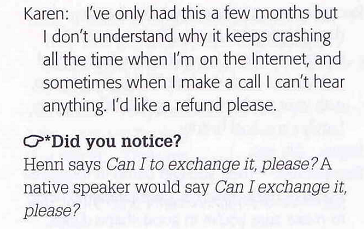 Karen: I've only had this a few months but
I don't understand why it keeps crashing
all the time when I'm on the Internet, and
sometimes when I make a call I can't hear
anything. I'd like a refund please.
*Did you notice?
Henri says Can I to exchange it, please? A
native speaker would say Can I exchange it,
please?